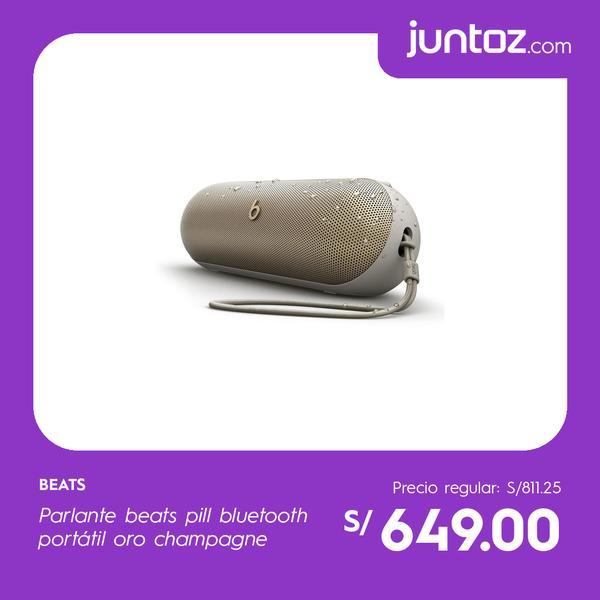 juntoz.com
BEATS
Parlante beats pill bluetooth
portátil oro champagne
Precio regular: S/811.25
S/ 649.00